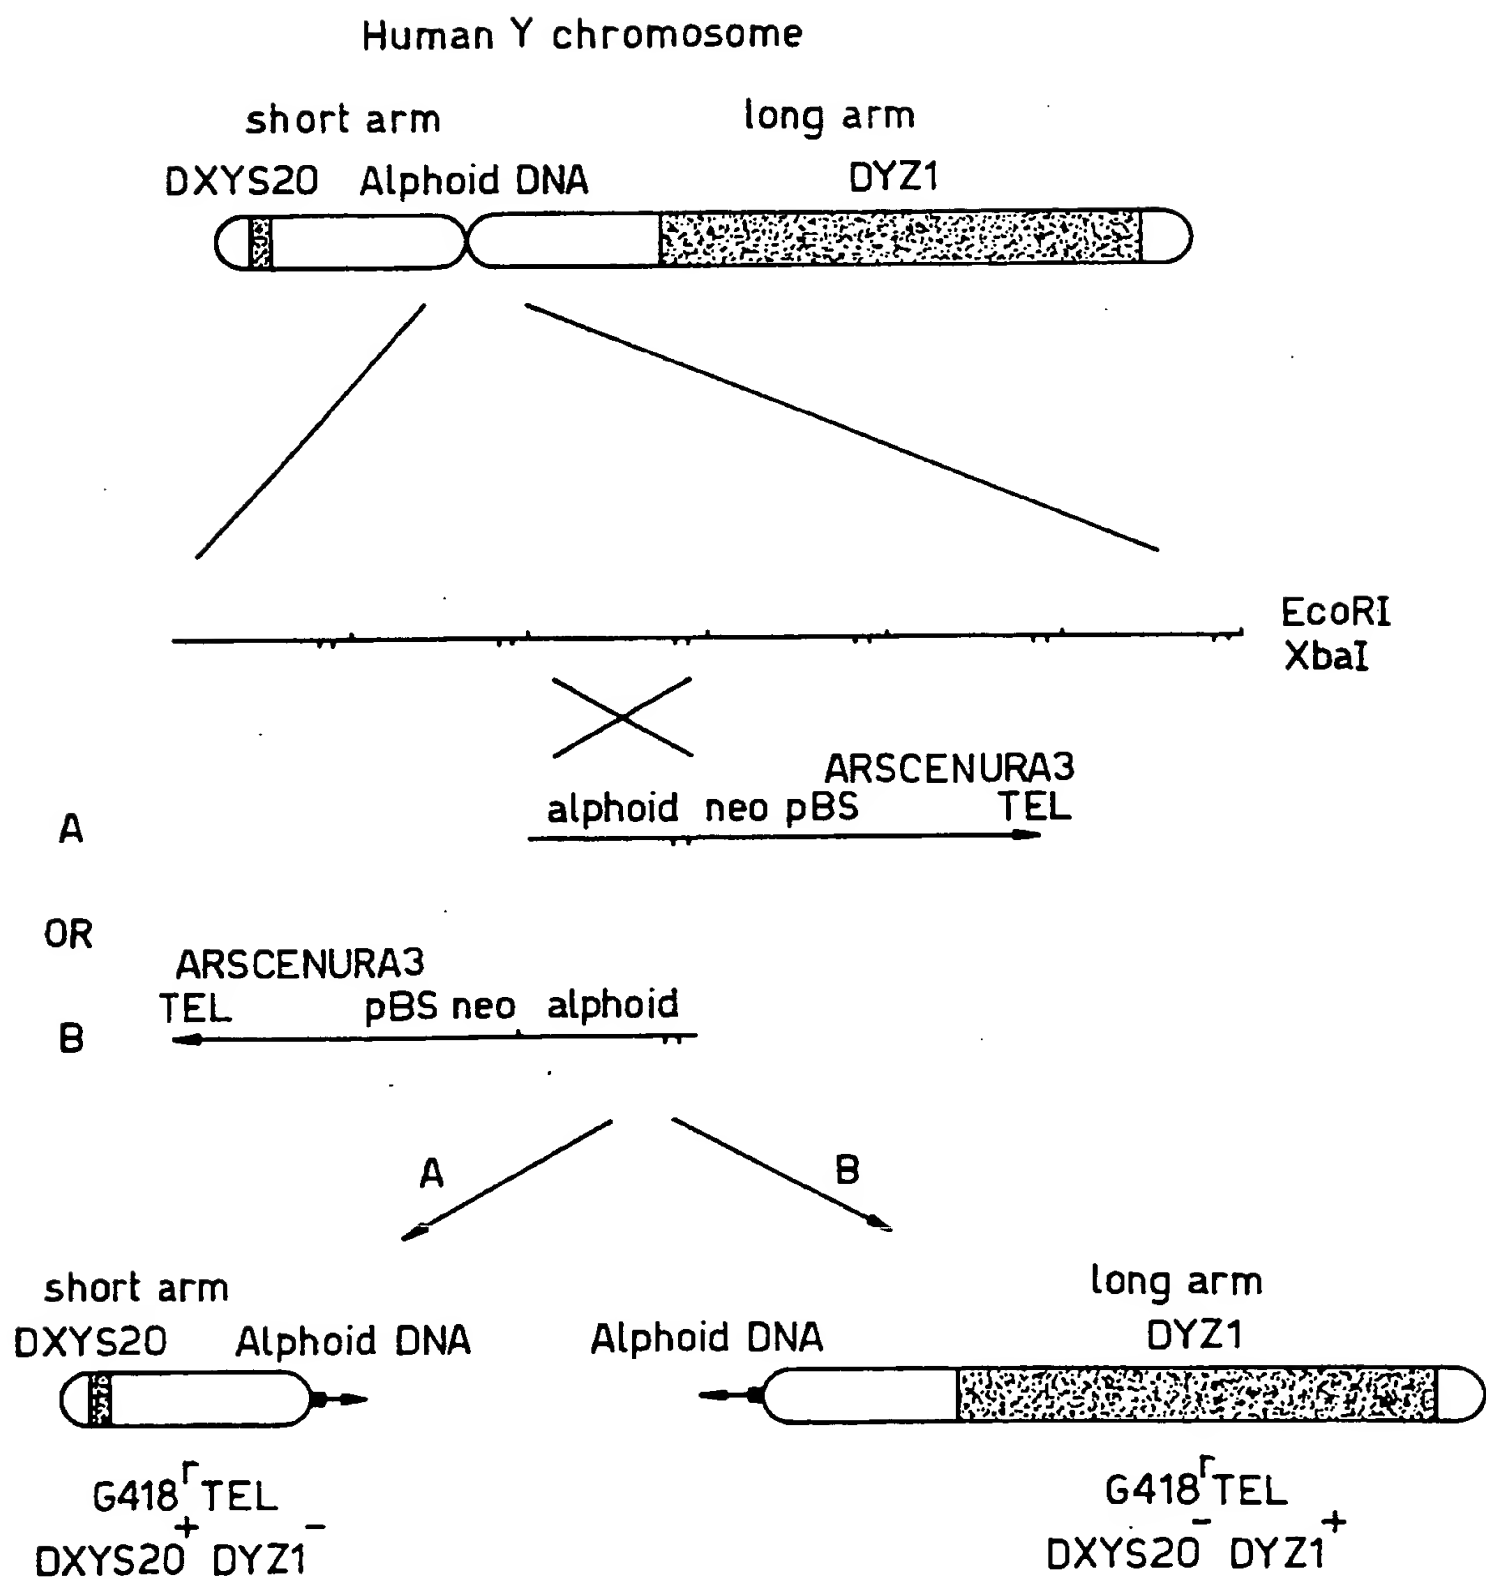 Human Y chromosome
short arm long arm
DXYS20 Alphoid DNA DYZ1
EcoRI
XbaI
ARSCENURA3
alphoid neo pBS TEL
A
OR
ARSCENURA3
TEL pBS neo alphoid
B
A B
short arm long arm
DXYS20 Alphoid DNA Alphoid DNA DYZ1
G418r TEL G418r TEL
DXYS20+ DYZ1- DXYS20- DYZ1+